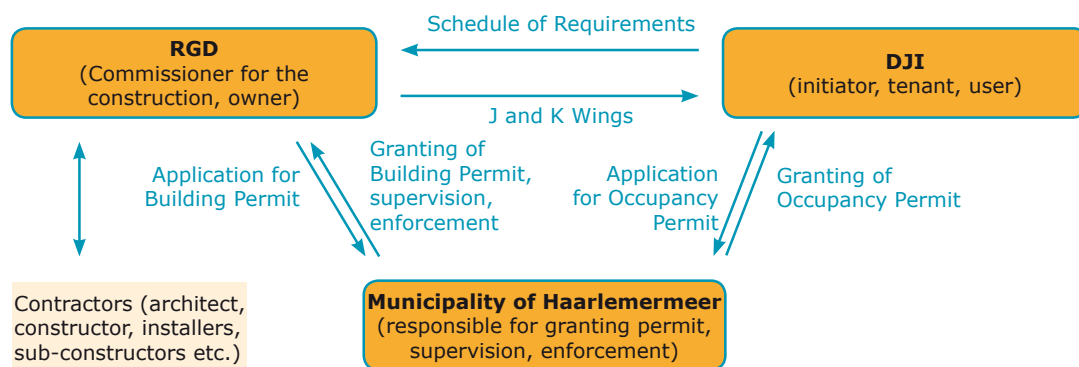 Schedule of Requirements
RGD
(Commissioner for the
construction, owner)
DJI
(initiator, tenant, user)
J and K Wings
Application for
Building Permit
Granting of
Building Permit,
supervision,
enforcement
Application
for Occupancy
Permit
Granting of
Occupancy Permit
Contractors (architect,
constructor, installers,
sub-constructors etc.)
Municipality of Haarlemermeer
(responsible for granting permit,
supervision, enforcement)